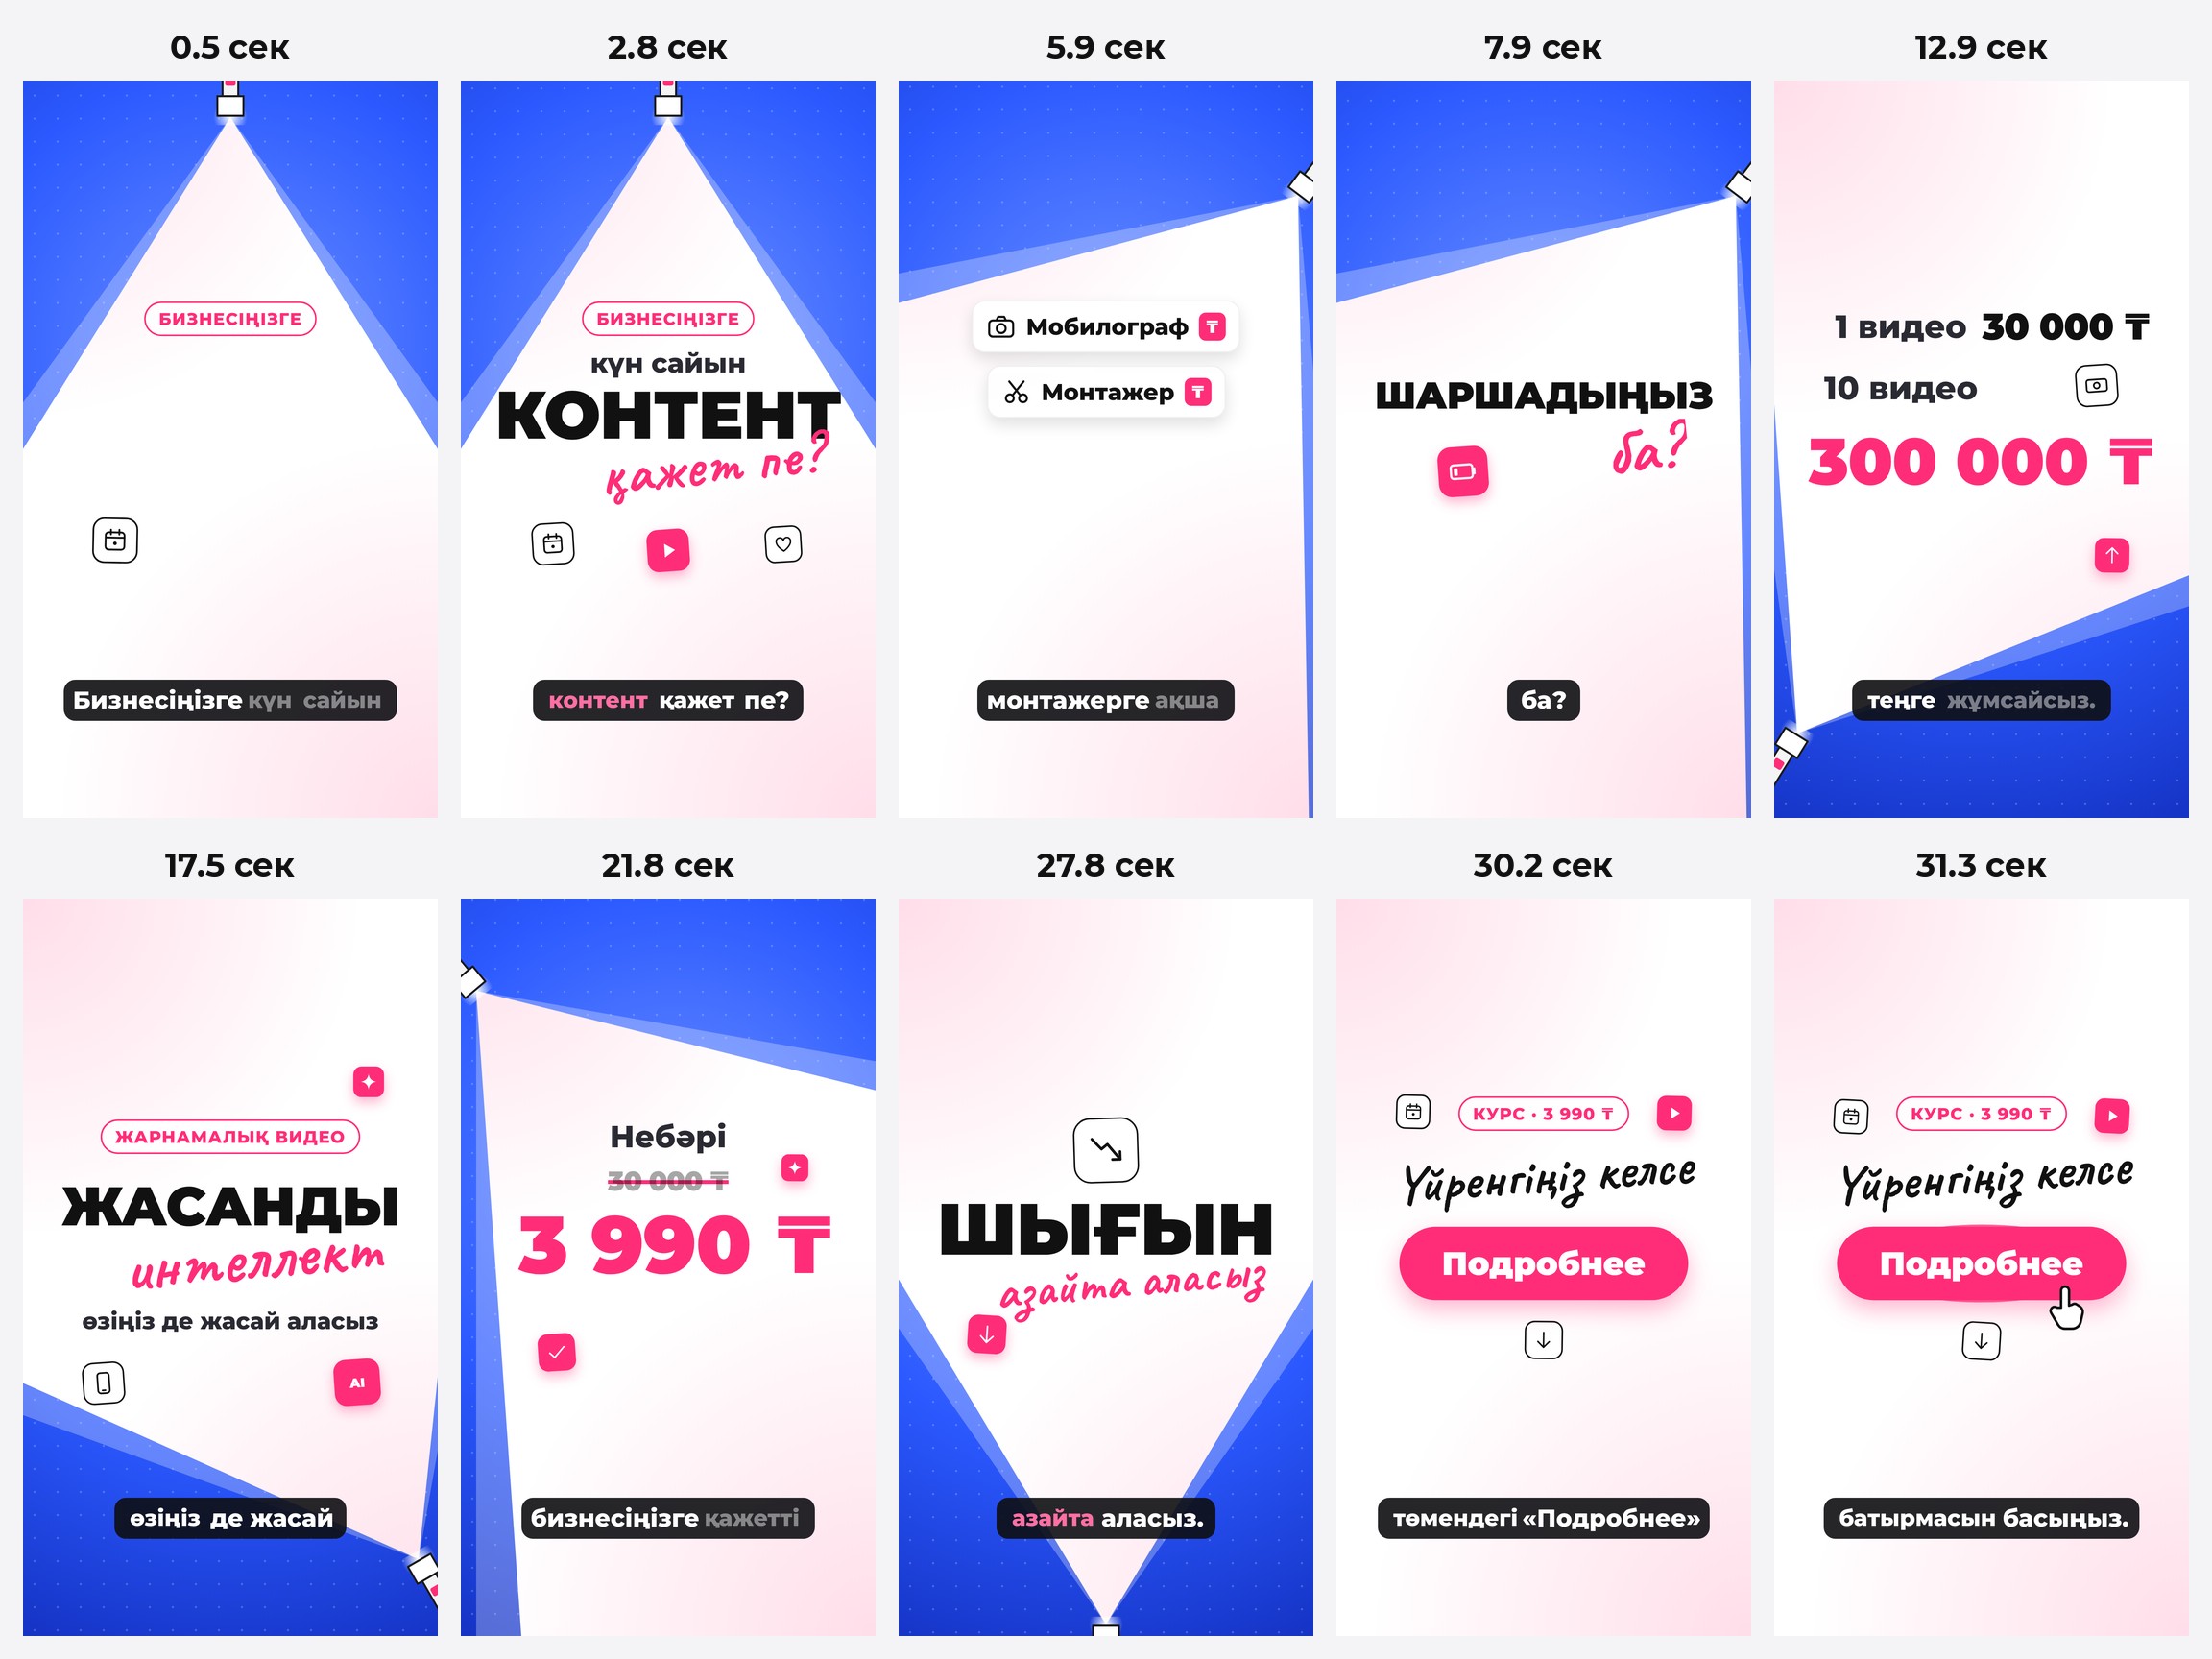 0.5 сек
БИЗНЕСІҢІЗГЕ
Бизнесіңізге күн сайын
2.8 сек
БИЗНЕСІҢІЗГЕ
күн сайын
КОНТЕНТ
қажет пе?
контент қажет пе?
5.9 сек
Мобилограф ₸
Монтажер ₸
монтажерге ақша
7.9 сек
ШАРШАДЫҢЫЗ
ба?
ба?
12.9 сек
1 видео 30 000 ₸
10 видео
300 000 ₸
теңге жұмсайсыз.
17.5 сек
ЖАРНАМАЛЫҚ ВИДЕО
ЖАСАНДЫ
интеллект
өзіңіз де жасай аласыз
AI
өзіңіз де жасай
21.8 сек
Небәрі
30 000 ₸
3 990 ₸
бизнесіңізге қажетті
27.8 сек
ШЫҒЫН
азайта аласыз
азайта аласыз.
30.2 сек
КУРС · 3 990 ₸
Үйренгіңіз келсе
Подробнее
төмендегі «Подробнее»
31.3 сек
КУРС · 3 990 ₸
Үйренгіңіз келсе
Подробнее
батырмасын басыңыз.